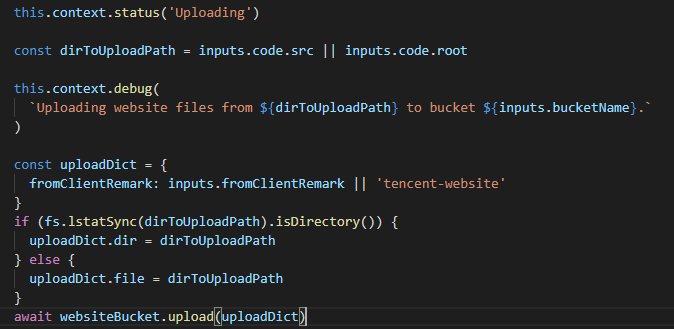 this.context.status('Uploading')
const dirToUploadPath = inputs.code.src || inputs.code.root
this.context.debug(
`Uploading website files from ${dirToUploadPath} to bucket ${inputs.bucketName}.`
)
const uploadDict = {
fromClientRemark: inputs.fromClientRemark || 'tencent-website'
}
if (fs.lstatSync(dirToUploadPath).isDirectory()) {
uploadDict.dir = dirToUploadPath
} else {
uploadDict.file = dirToUploadPath
}
await websiteBucket.upload(uploadDict)